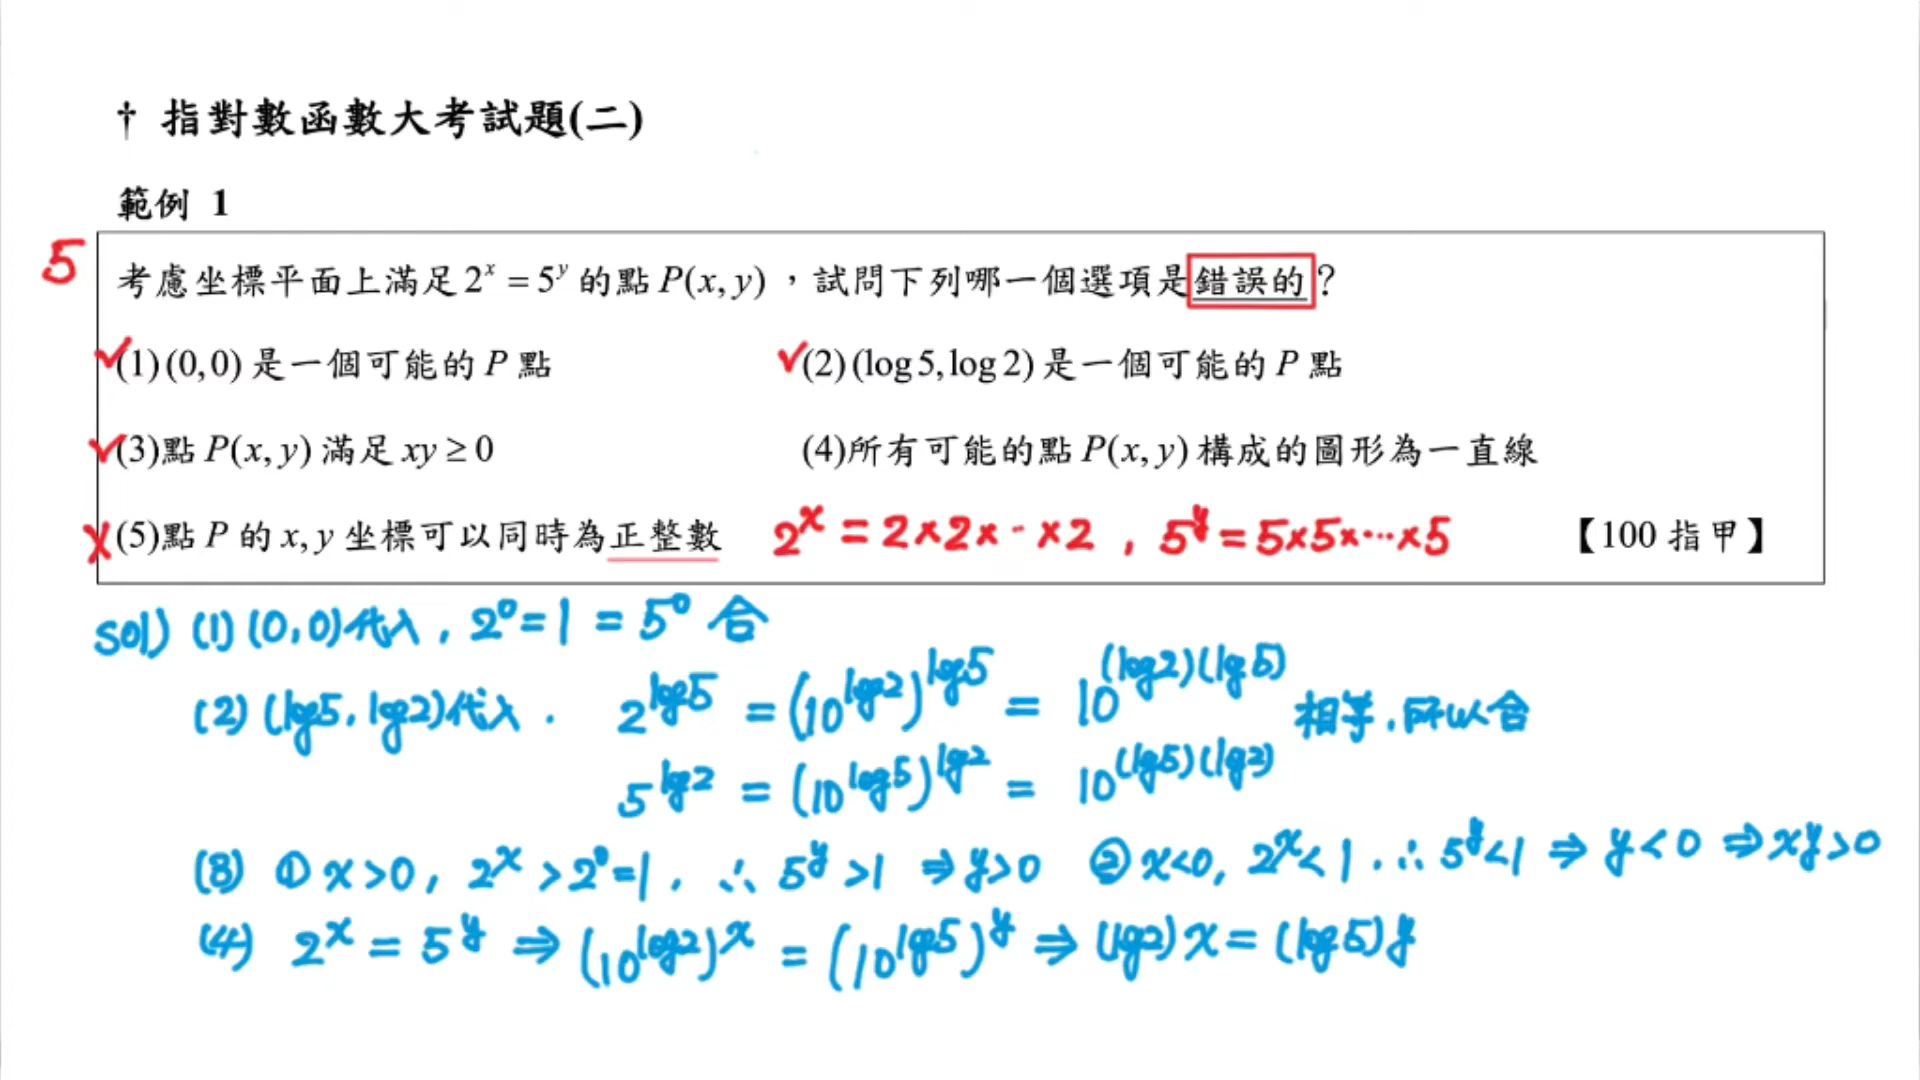 † 指對數函數大考試題(二)
範例 1
5
考慮坐標平面上滿足 2^x = 5^y 的點 P(x, y)，試問下列哪一個選項是錯誤的？
✓(1)(0,0) 是一個可能的 P 點 ✓(2)(log5,log2) 是一個可能的 P 點
✓(3)點 P(x, y) 滿足 xy ≥ 0 (4)所有可能的點 P(x, y) 構成的圖形為一直線
✗(5)點 P 的 x, y 坐標可以同時為正整數 2^x = 2×2×⋯×2 , 5^y = 5×5×⋯×5 【100 指甲】
sol) (1) (0,0)代入, 2^0 = 1 = 5^0 合
(2) (log5, log2)代入. 2^log5 = (10^log2)^log5 = 10^(log2)(log5) 相等, 所以合
5^log2 = (10^log5)^log2 = 10^(log5)(log2)
(3) ① x>0, 2^x > 2^0 = 1, ∴ 5^y > 1 ⇒ y>0 ② x<0, 2^x < 1, ∴ 5^y < 1 ⇒ y<0 ⇒ xy>0
(4) 2^x = 5^y ⇒ (10^log2)^x = (10^log5)^y ⇒ (log2)x = (log5)y